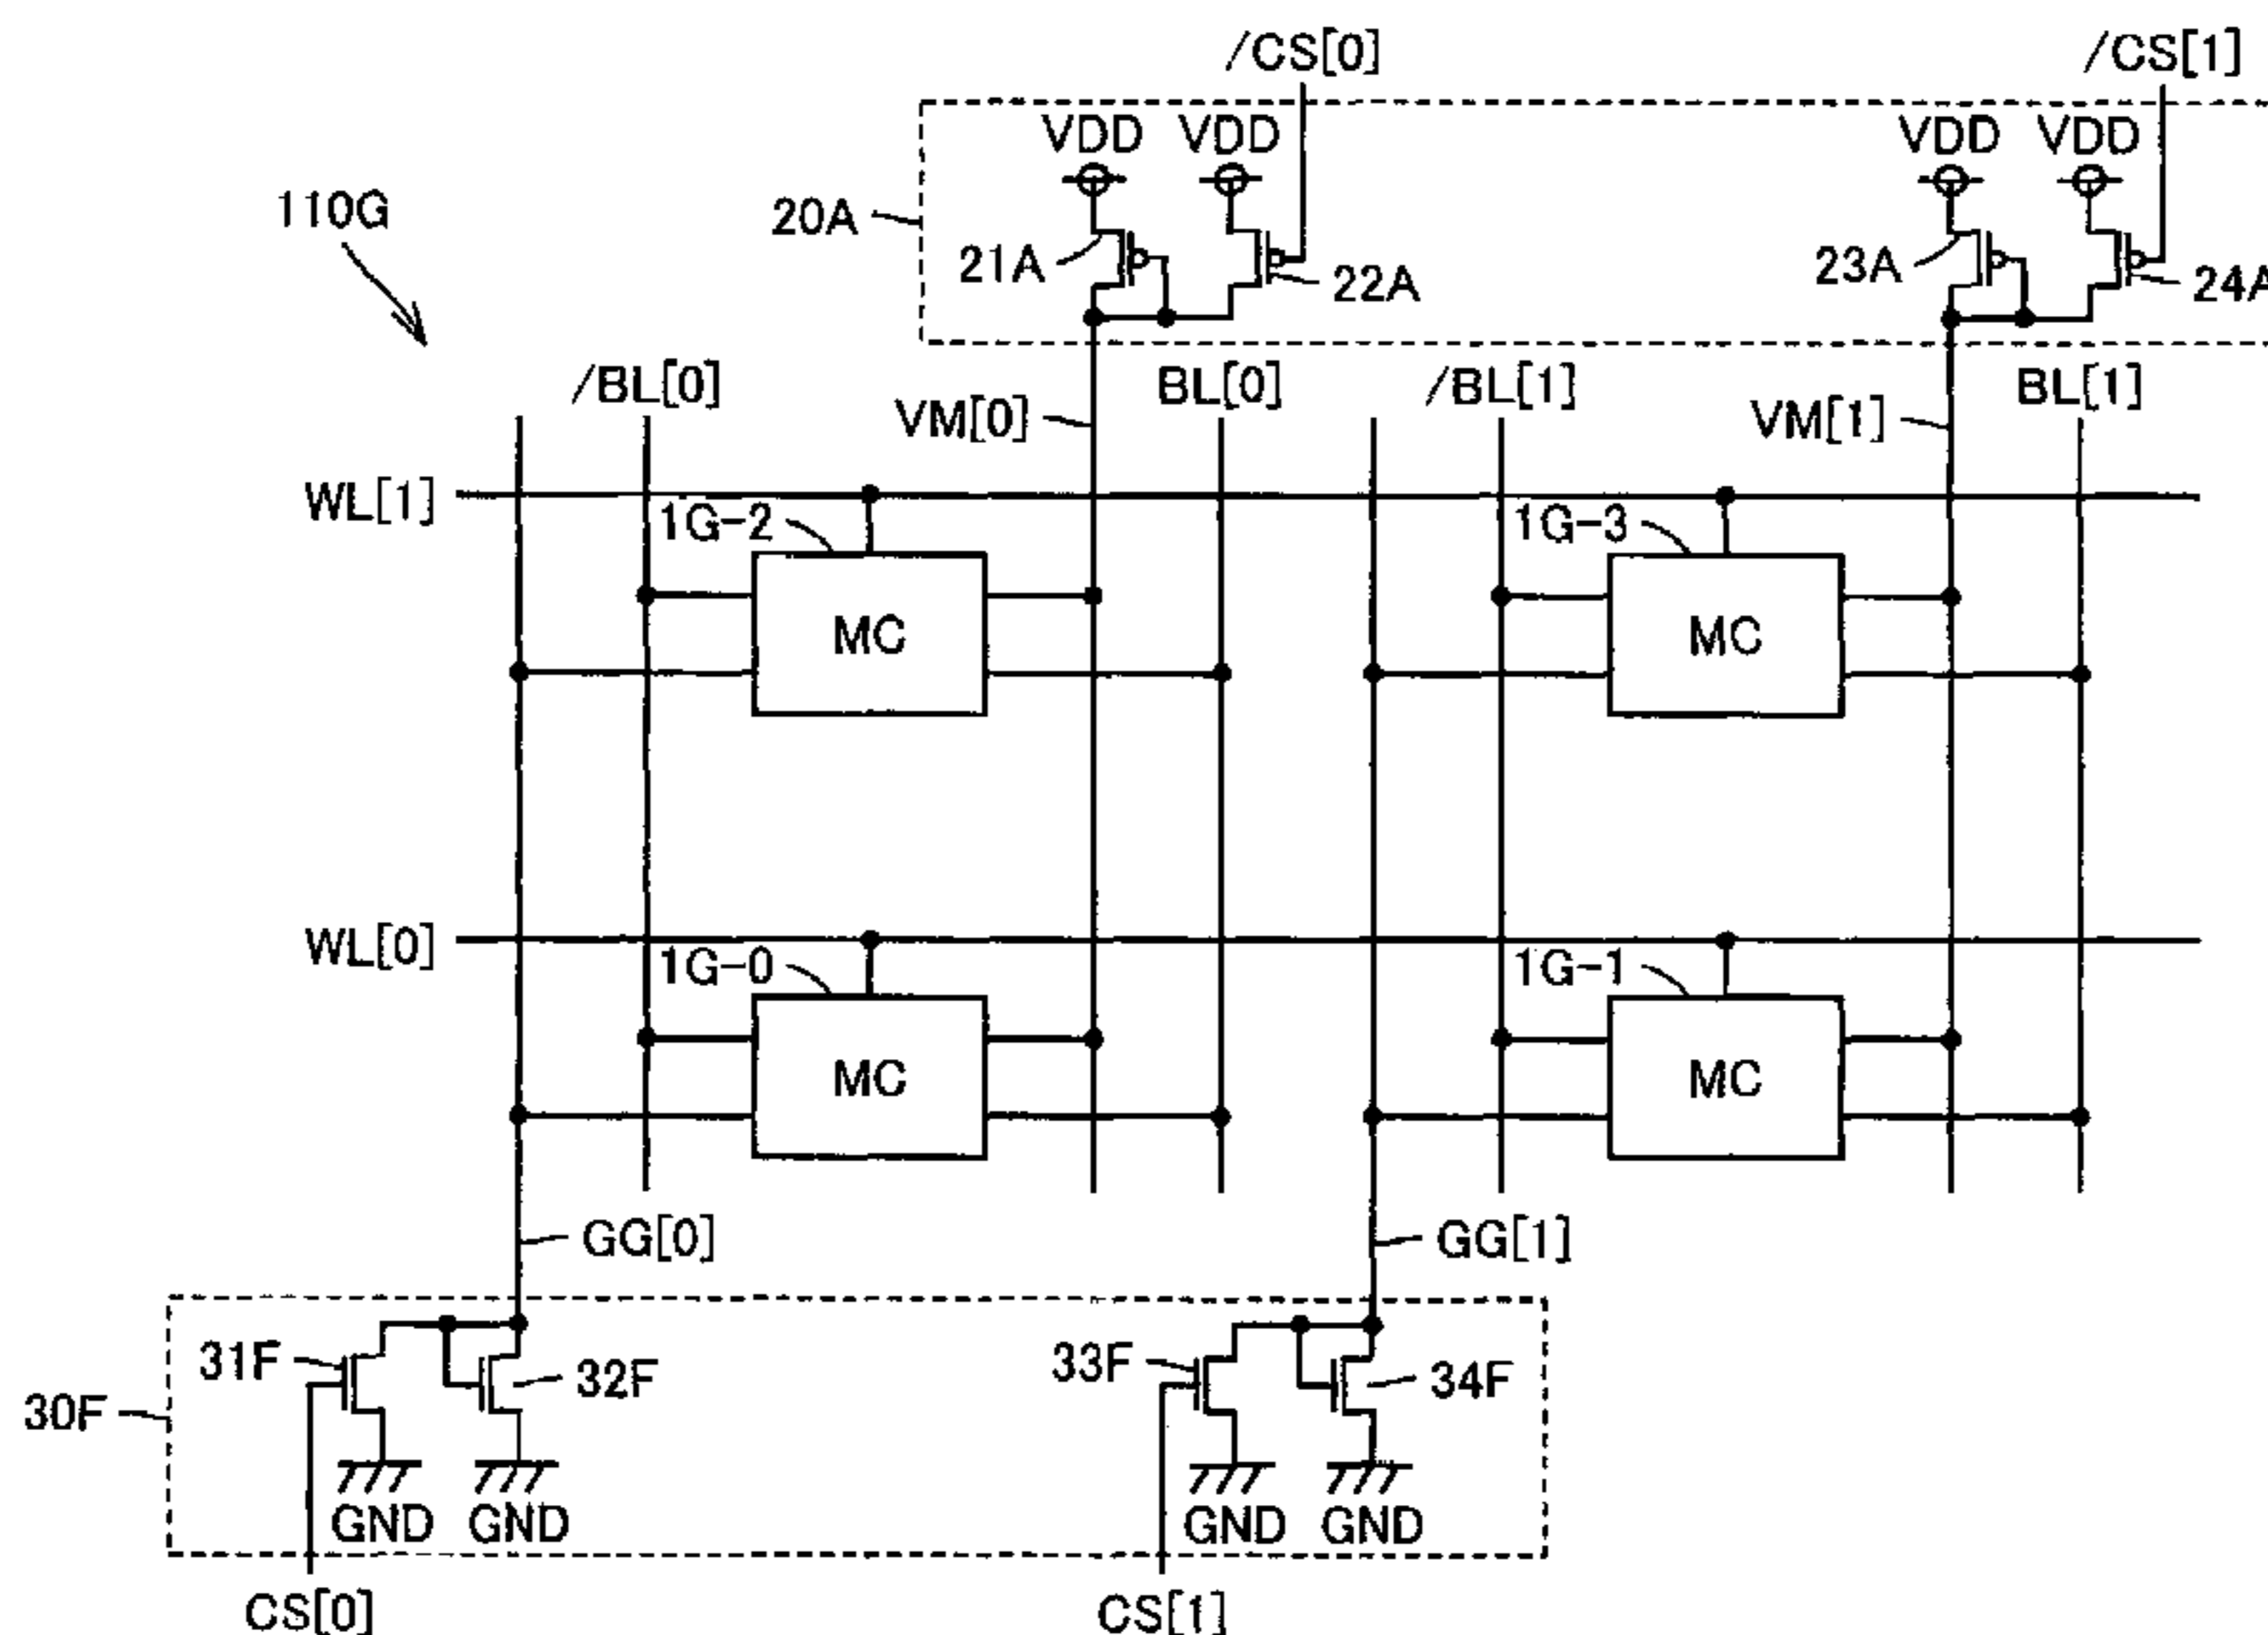 /CS[0] /CS[1]
VDD VDD VDD VDD
110G 20A
21A 22A 23A 24A
/BL[0] VM[0] BL[0] /BL[1] VM[1] BL[1]
WL[1] 1G-2 1G-3
MC MC
WL[0] 1G-0 1G-1
MC MC
GG[0] GG[1]
31F 32F 33F 34F
30F
GND GND GND GND
CS[0] CS[1]